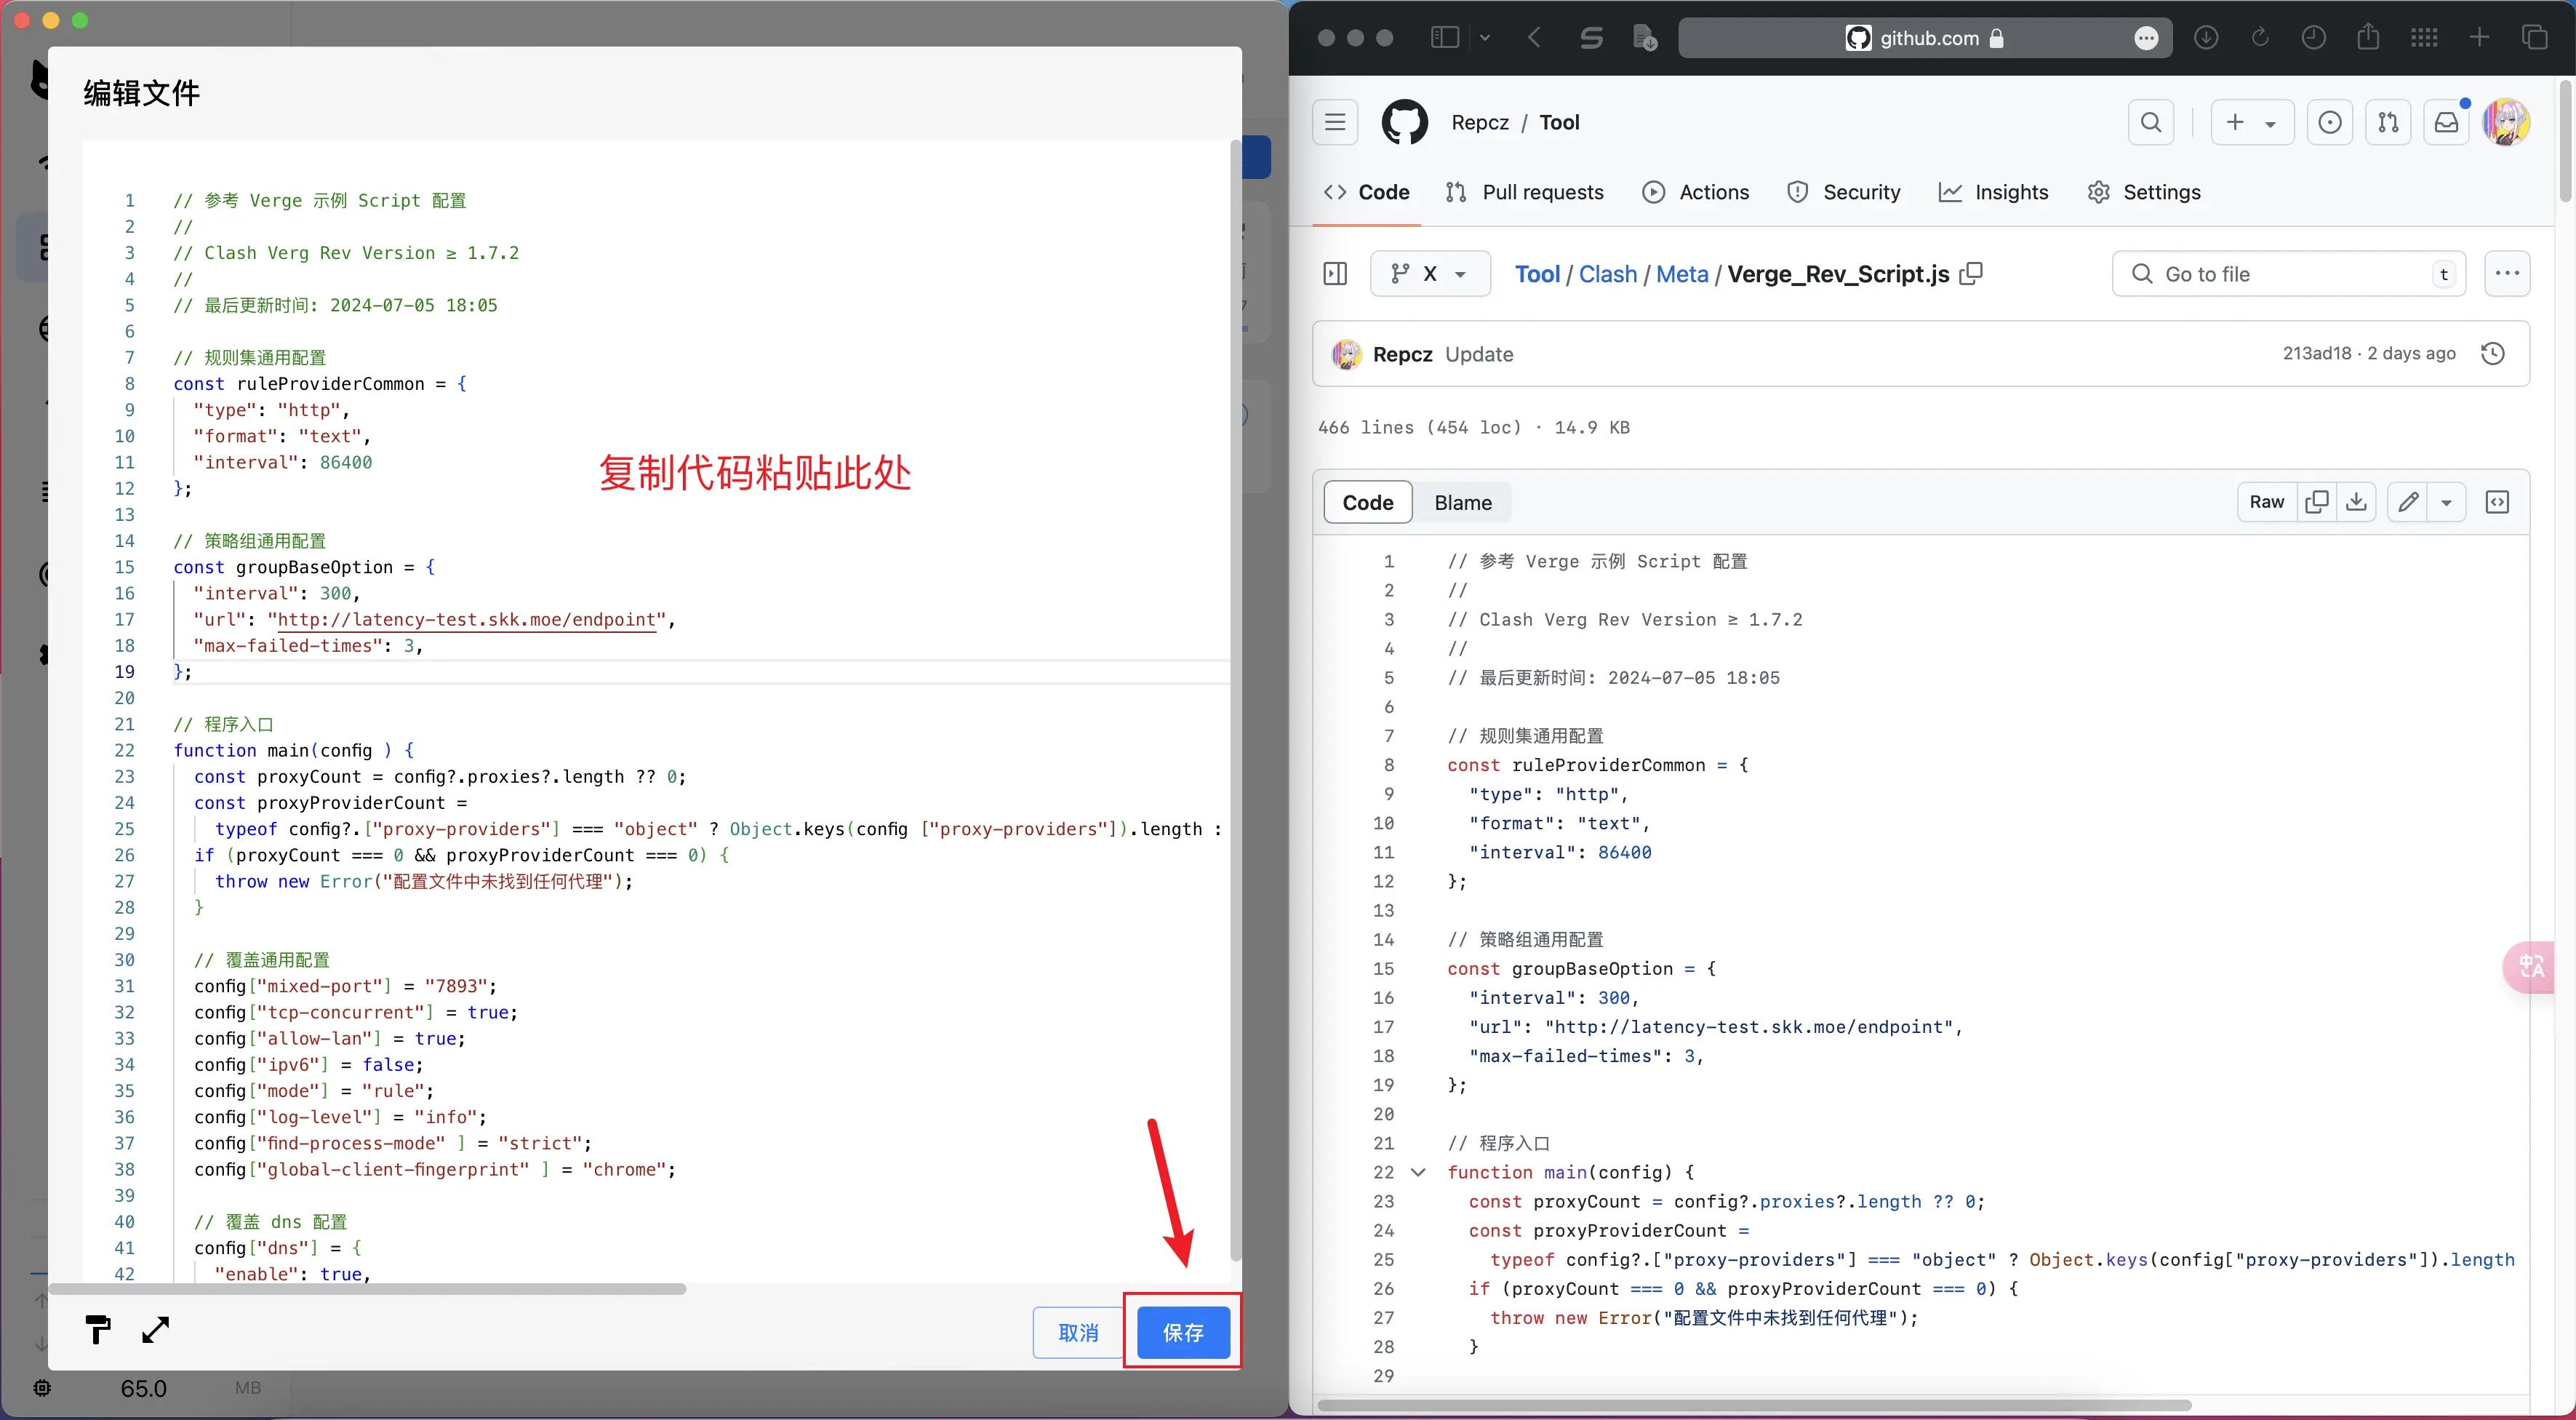 编辑文件
1 // 参考 Verge 示例 Script 配置
2 //
3 // Clash Verg Rev Version ≥ 1.7.2
4 //
5 // 最后更新时间: 2024-07-05 18:05
6
7 // 规则集通用配置
8 const ruleProviderCommon = {
9 "type": "http",
10 "format": "text",
11 "interval": 86400
12 };
13
14 // 策略组通用配置
15 const groupBaseOption = {
16 "interval": 300,
17 "url": "http://latency-test.skk.moe/endpoint",
18 "max-failed-times": 3,
19 };
20
21 // 程序入口
22 function main(config ) {
23 const proxyCount = config?.proxies?.length ?? 0;
24 const proxyProviderCount =
25 typeof config?.["proxy-providers"] === "object" ? Object.keys(config ["proxy-providers"]).length :
26 if (proxyCount === 0 && proxyProviderCount === 0) {
27 throw new Error("配置文件中未找到任何代理");
28 }
29
30 // 覆盖通用配置
31 config["mixed-port"] = "7893";
32 config["tcp-concurrent"] = true;
33 config["allow-lan"] = true;
34 config["ipv6"] = false;
35 config["mode"] = "rule";
36 config["log-level"] = "info";
37 config["find-process-mode" ] = "strict";
38 config["global-client-fingerprint" ] = "chrome";
39
40 // 覆盖 dns 配置
41 config["dns"] = {
42 "enable": true,
复制代码粘贴此处
取消
保存
65.0 MB
github.com
Repcz / Tool
Code
Pull requests
Actions
Security
Insights
Settings
X
Tool / Clash / Meta / Verge_Rev_Script.js
Go to file
t
Repcz Update
213ad18 · 2 days ago
466 lines (454 loc) · 14.9 KB
Code
Blame
Raw
1 // 参考 Verge 示例 Script 配置
2 //
3 // Clash Verg Rev Version ≥ 1.7.2
4 //
5 // 最后更新时间: 2024-07-05 18:05
6
7 // 规则集通用配置
8 const ruleProviderCommon = {
9 "type": "http",
10 "format": "text",
11 "interval": 86400
12 };
13
14 // 策略组通用配置
15 const groupBaseOption = {
16 "interval": 300,
17 "url": "http://latency-test.skk.moe/endpoint",
18 "max-failed-times": 3,
19 };
20
21 // 程序入口
22 function main(config) {
23 const proxyCount = config?.proxies?.length ?? 0;
24 const proxyProviderCount =
25 typeof config?.["proxy-providers"] === "object" ? Object.keys(config["proxy-providers"]).length
26 if (proxyCount === 0 && proxyProviderCount === 0) {
27 throw new Error("配置文件中未找到任何代理");
28 }
29